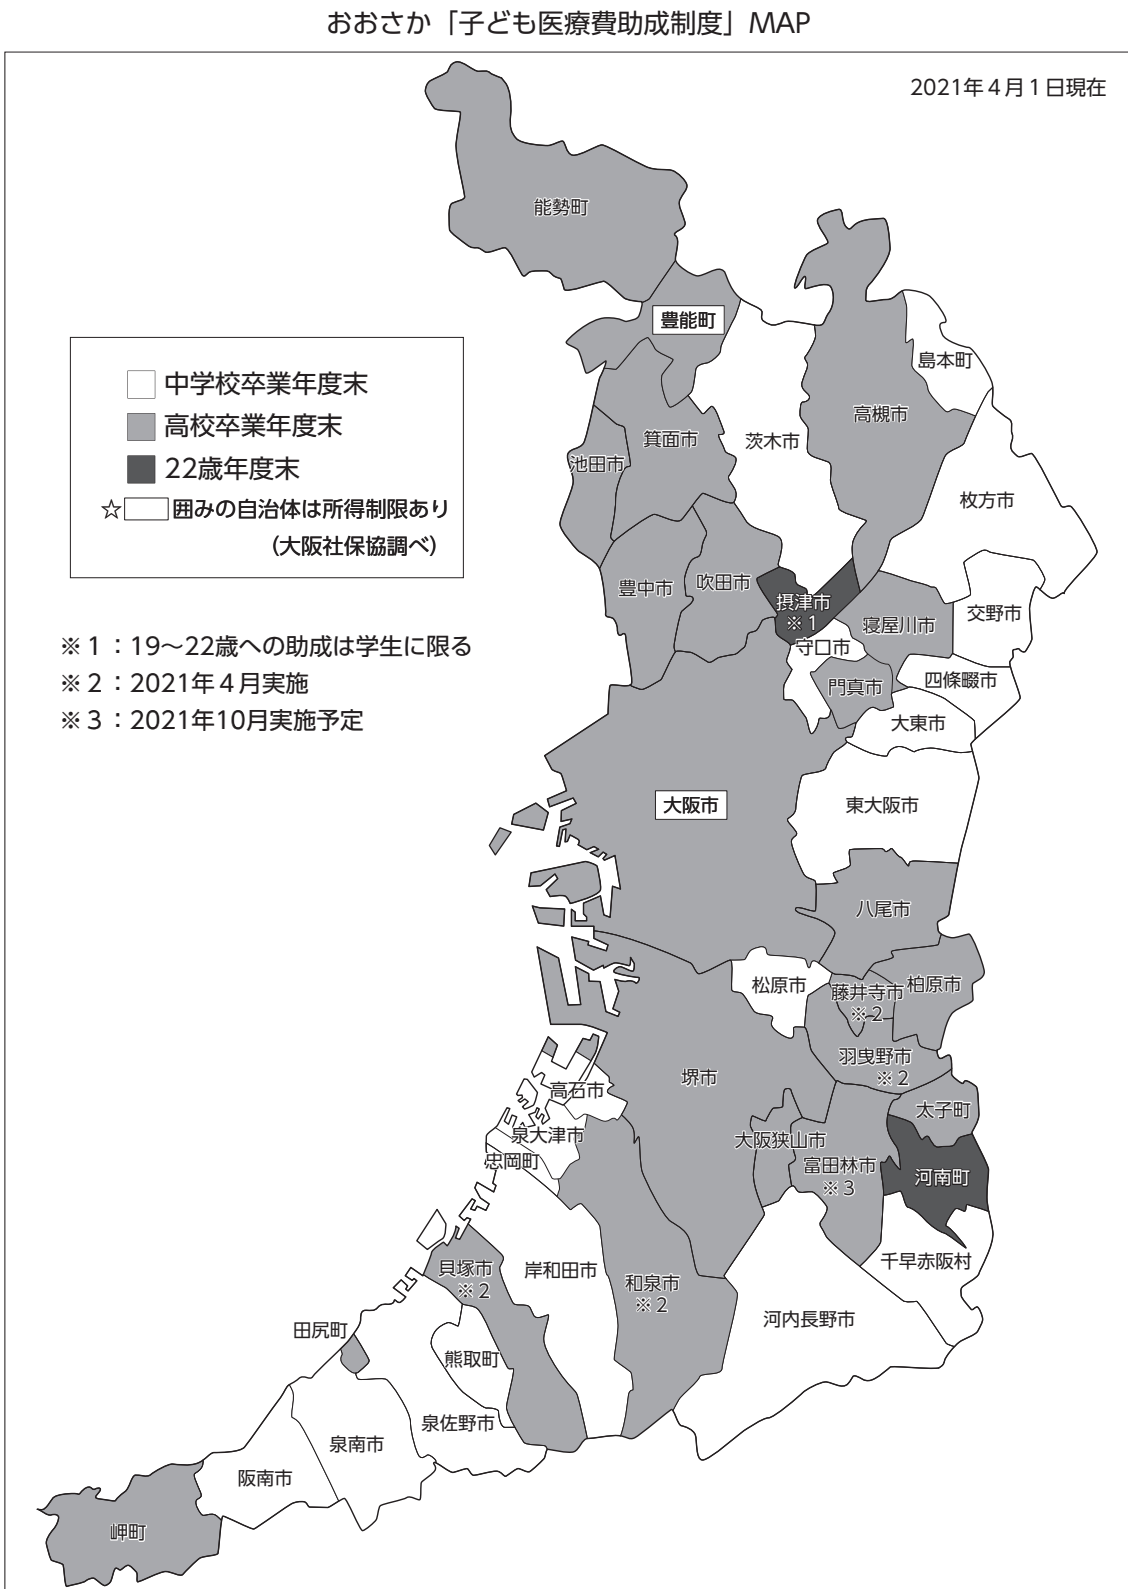 おおさか「子ども医療費助成制度」MAP
2021年4月1日現在
能勢町
豊能町
島本町
中学校卒業年度末
高校卒業年度末
22歳年度末
☆ 囲みの自治体は所得制限あり
(大阪社保協調べ)
高槻市
箕面市
茨木市
池田市
枚方市
豊中市
吹田市
摂津市
※1
交野市
寝屋川市
守口市
四條畷市
門真市
大東市
※1:19〜22歳への助成は学生に限る
※2:2021年4月実施
※3:2021年10月実施予定
大阪市
東大阪市
八尾市
松原市
藤井寺市
※2
柏原市
羽曳野市
※2
堺市
高石市
太子町
泉大津市
大阪狭山市
忠岡町
富田林市
※3
河南町
千早赤阪村
貝塚市
※2
岸和田市
和泉市
※2
河内長野市
田尻町
熊取町
泉佐野市
泉南市
阪南市
岬町